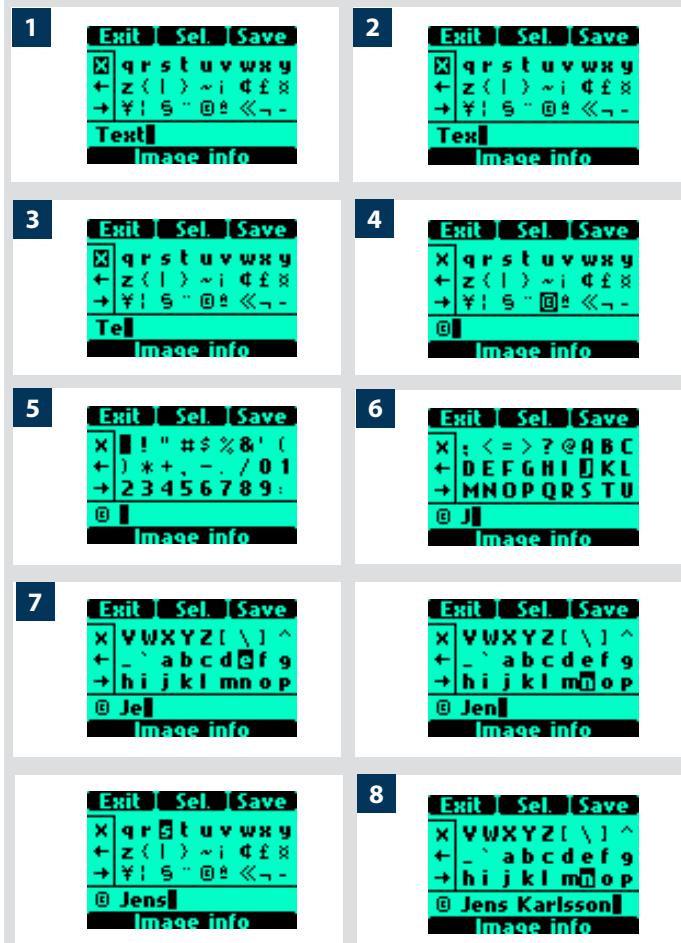 1
Exit Sel. Save
X q r s t u v w x y
← z { | } ~ ¡ ¢ £ ¤
→ ¥ ¦ § ¨ © ª « ¬ -
Text
Image info
2
Exit Sel. Save
X q r s t u v w x y
← z { | } ~ ¡ ¢ £ ¤
→ ¥ ¦ § ¨ © ª « ¬ -
Tex
Image info
3
Exit Sel. Save
X q r s t u v w x y
← z { | } ~ ¡ ¢ £ ¤
→ ¥ ¦ § ¨ © ª « ¬ -
Te
Image info
4
Exit Sel. Save
X q r s t u v w x y
← z { | } ~ ¡ ¢ £ ¤
→ ¥ ¦ § ¨ © ª « ¬ -
©
Image info
5
Exit Sel. Save
X ! " # $ % & ' (
← ) * + , - . / 0 1
→ 2 3 4 5 6 7 8 9 :
©
Image info
6
Exit Sel. Save
X ; < = > ? @ A B C
← D E F G H I J K L
→ M N O P Q R S T U
© J
Image info
7
Exit Sel. Save
X V W X Y Z [ \ ] ^
← _ ` a b c d e f g
→ h i j k l m n o p
© Je
Image info
Exit Sel. Save
X V W X Y Z [ \ ] ^
← _ ` a b c d e f g
→ h i j k l m n o p
© Jen
Image info
Exit Sel. Save
X q r s t u v w x y
← z { | } ~ ¡ ¢ £ ¤
→ ¥ ¦ § ¨ © ª « ¬ -
© Jens
Image info
8
Exit Sel. Save
X V W X Y Z [ \ ] ^
← _ ` a b c d e f g
→ h i j k l m n o p
© Jens Karlsson
Image info